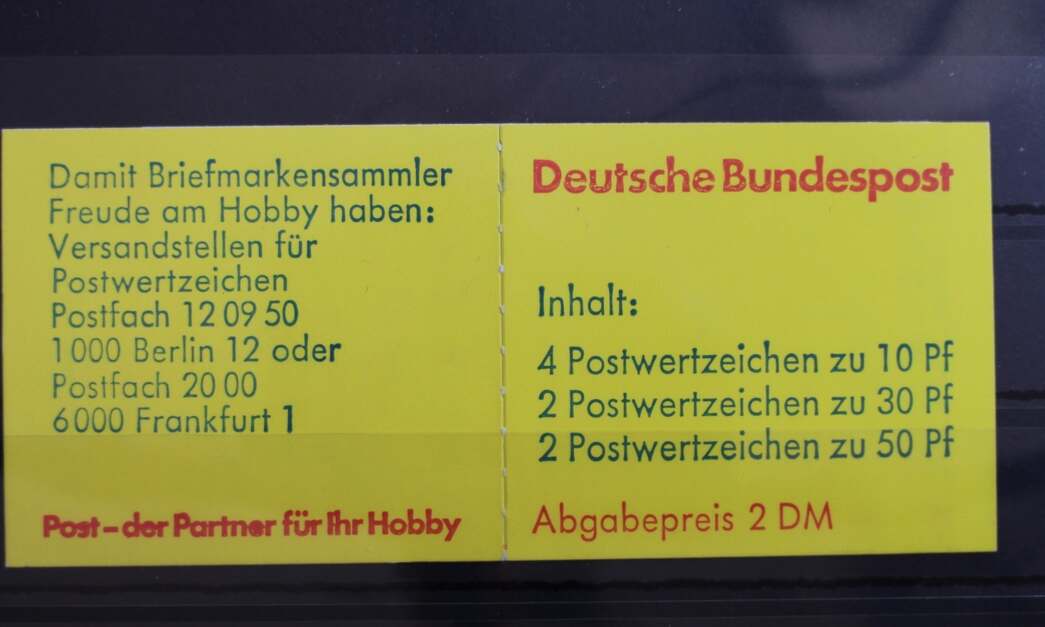 Damit Briefmarkensammler
Freude am Hobby haben:
Versandstellen für
Postwertzeichen
Postfach 12 09 50
1000 Berlin 12 oder
Postfach 20 00
6000 Frankfurt 1
Post – der Partner für Ihr Hobby
Deutsche Bundespost
Inhalt:
4 Postwertzeichen zu 10 Pf
2 Postwertzeichen zu 30 Pf
2 Postwertzeichen zu 50 Pf
Abgabepreis 2 DM